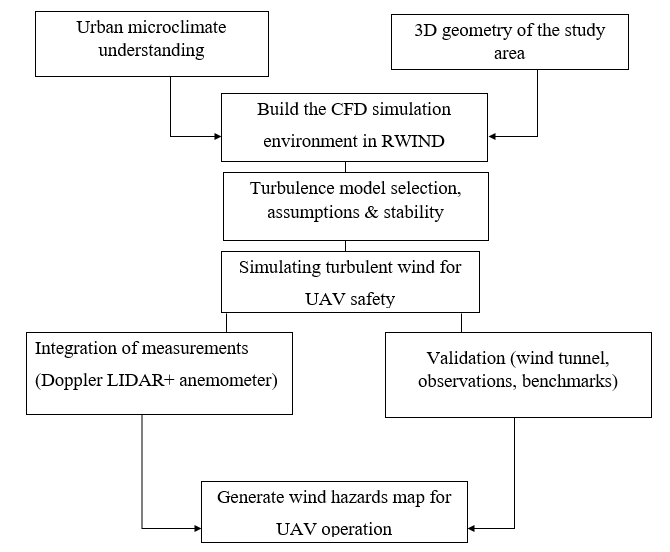 Urban microclimate
understanding
3D geometry of the study
area
Build the CFD simulation
environment in RWIND
Turbulence model selection,
assumptions & stability
Simulating turbulent wind for
UAV safety
Integration of measurements
(Doppler LIDAR+ anemometer)
Validation (wind tunnel,
observations, benchmarks)
Generate wind hazards map for
UAV operation